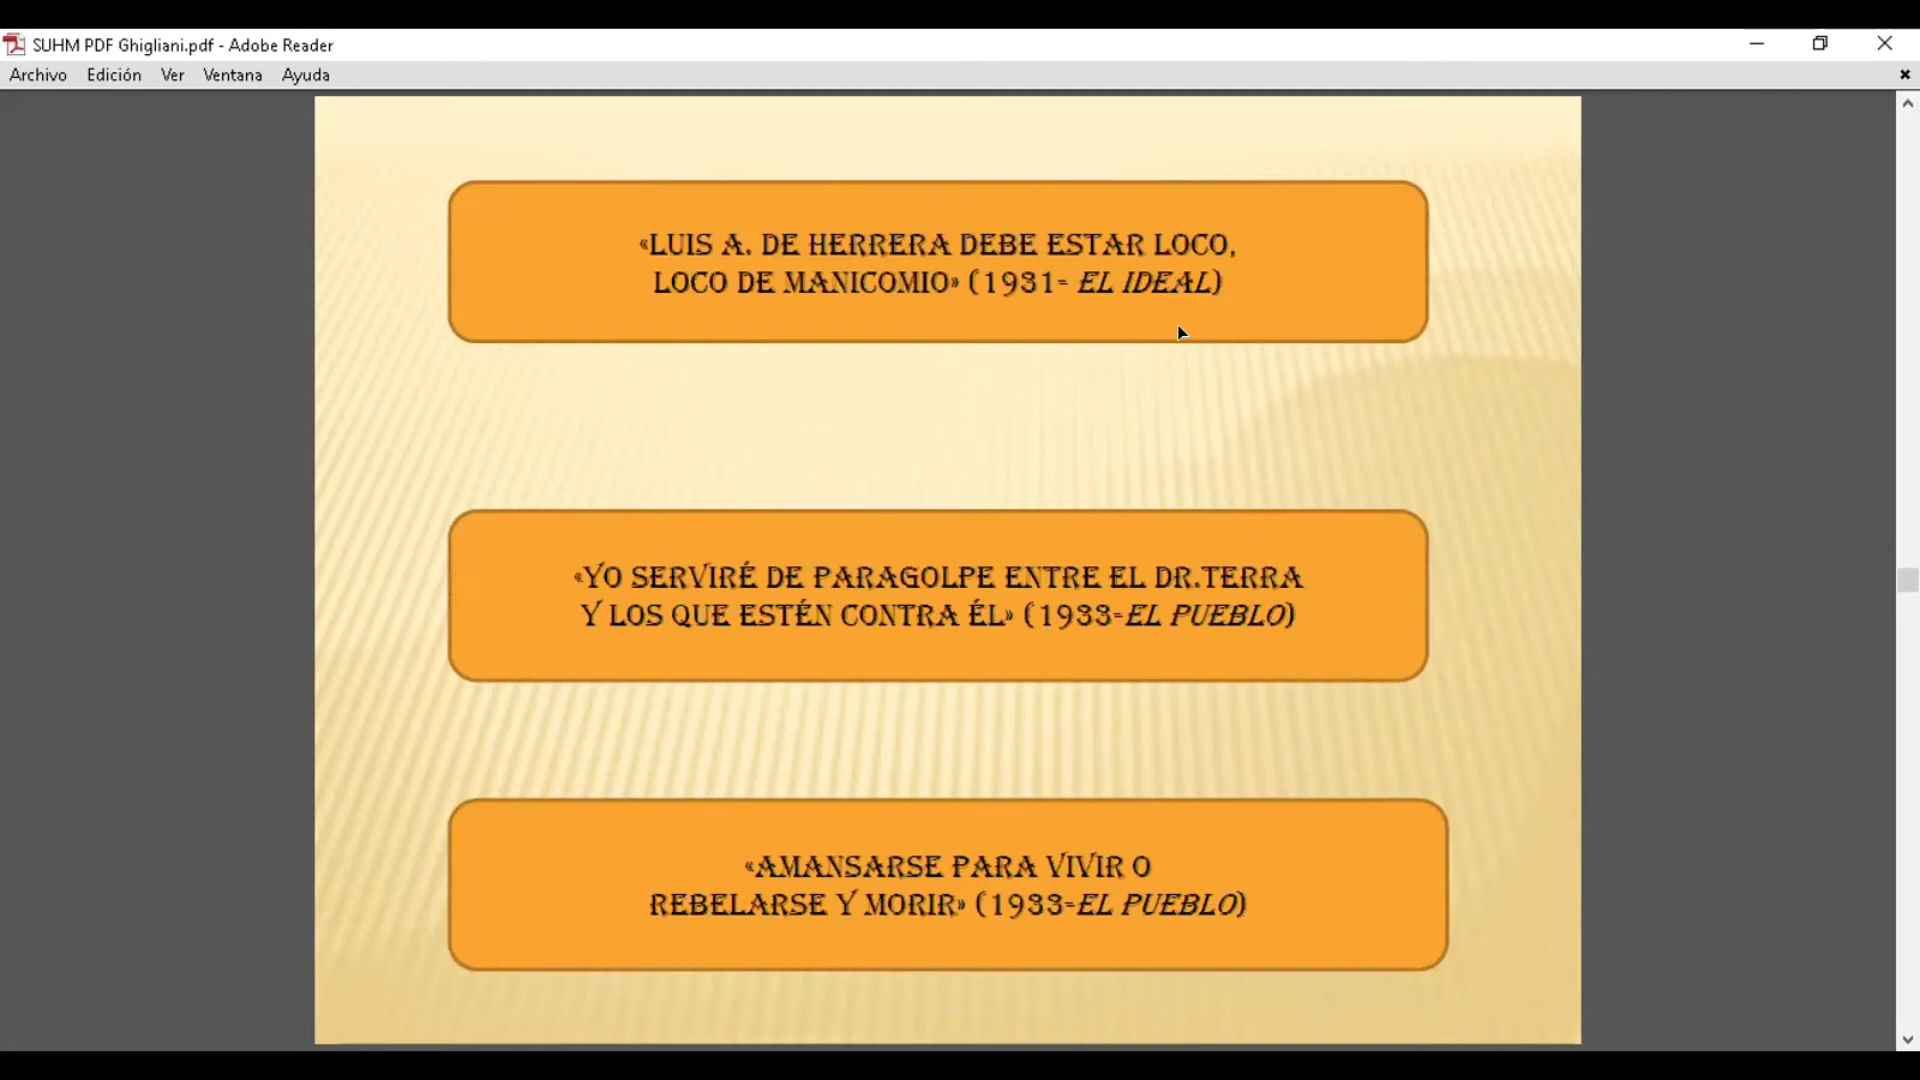 SUHM PDF Ghigliani.pdf - Adobe Reader
Archivo Edición Ver Ventana Ayuda
«LUIS A. DE HERRERA DEBE ESTAR LOCO,
LOCO DE MANICOMIO» (1931- EL IDEAL)
«YO SERVIRÉ DE PARAGOLPE ENTRE EL DR.TERRA
Y LOS QUE ESTÉN CONTRA ÉL» (1933-EL PUEBLO)
«AMANSARSE PARA VIVIR O
REBELARSE Y MORIR» (1933-EL PUEBLO)